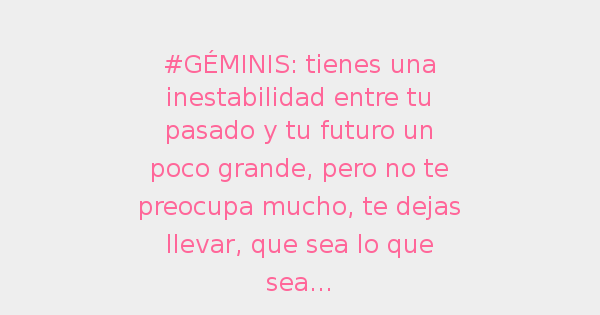 #GÉMINIS: tienes una
inestabilidad entre tu
pasado y tu futuro un
poco grande, pero no te
preocupa mucho, te dejas
llevar, que sea lo que
sea...